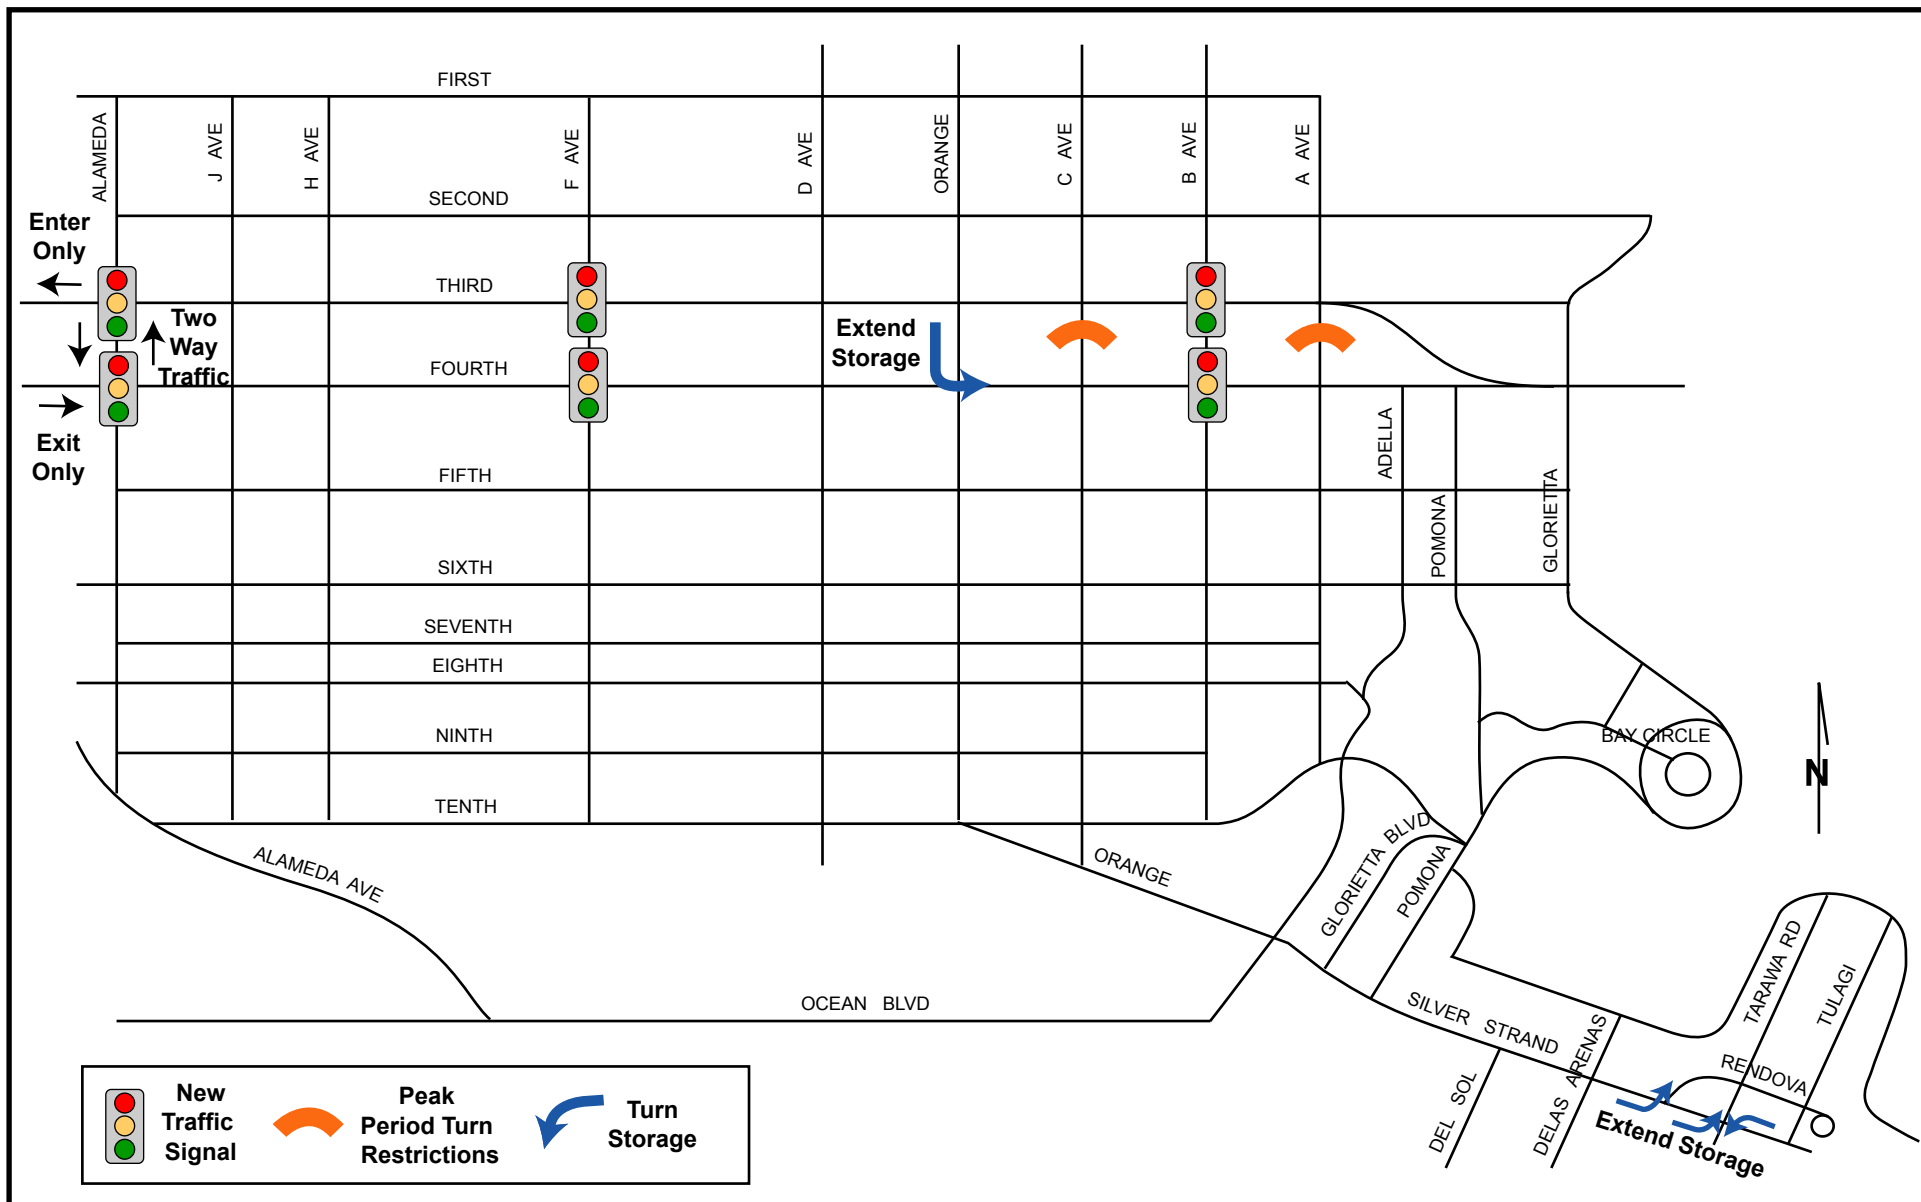 FIRST
ALAMEDA
J AVE
H AVE
F AVE
D AVE
ORANGE
C AVE
B AVE
A AVE
SECOND
Enter
Only
THIRD
Two
Way
Traffic
Extend
Storage
FOURTH
Exit
Only
ADELLA
POMONA
GLORIETTA
FIFTH
SIXTH
SEVENTH
EIGHTH
NINTH
BAY CIRCLE
N
TENTH
ALAMEDA AVE
ORANGE
GLORIETTA BLVD
POMONA
OCEAN BLVD
SILVER STRAND
TARAWA RD
TULAGI
RENDOVA
DEL SOL
DELAS ARENAS
Extend Storage
New
Traffic
Signal
Peak
Period Turn
Restrictions
Turn
Storage